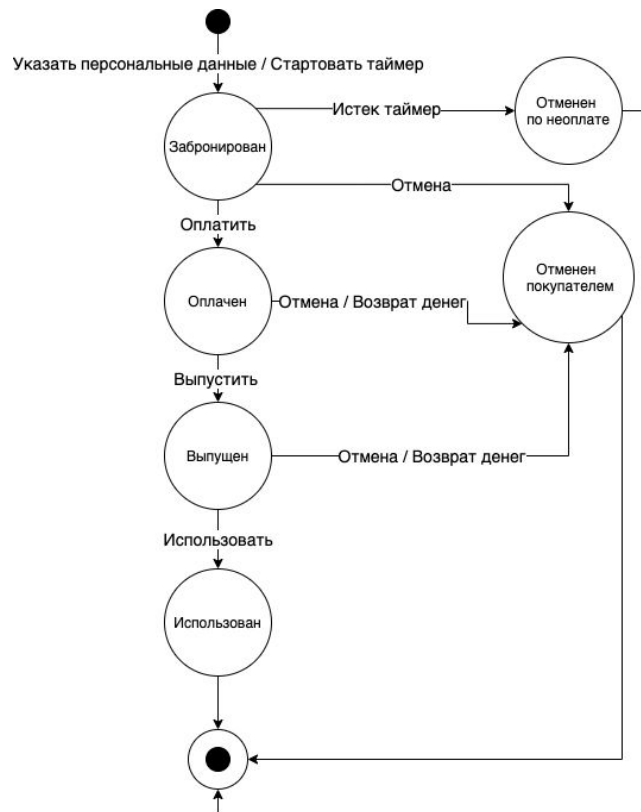 Указать персональные данные / Стартовать таймер
Истек таймер
Отменен
по неоплате
Забронирован
Отмена
Оплатить
Отменен
покупателем
Оплачен
Отмена / Возврат денег
Выпустить
Выпущен
Отмена / Возврат денег
Использовать
Использован